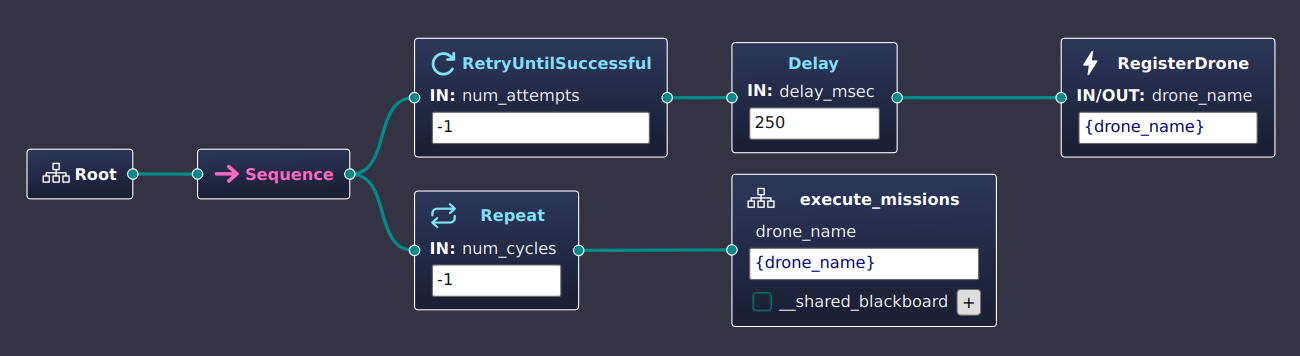 Root
Sequence
RetryUntilSuccessful
IN: num_attempts
-1
Delay
IN: delay_msec
250
RegisterDrone
IN/OUT: drone_name
{drone_name}
Repeat
IN: num_cycles
-1
execute_missions
drone_name
{drone_name}
__shared_blackboard +